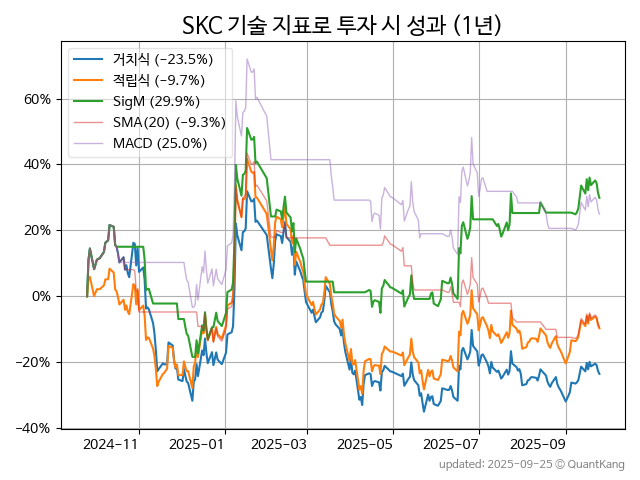 SKC 기술 지표로 투자 시 성과 (1년)
거치식 (−23.5%)
적립식 (−9.7%)
SigM (29.9%)
SMA(20) (−9.3%)
MACD (25.0%)
60%
40%
20%
0%
−20%
−40%
2024-11 2025-01 2025-03 2025-05 2025-07 2025-09
updated: 2025-09-25 © QuantKang